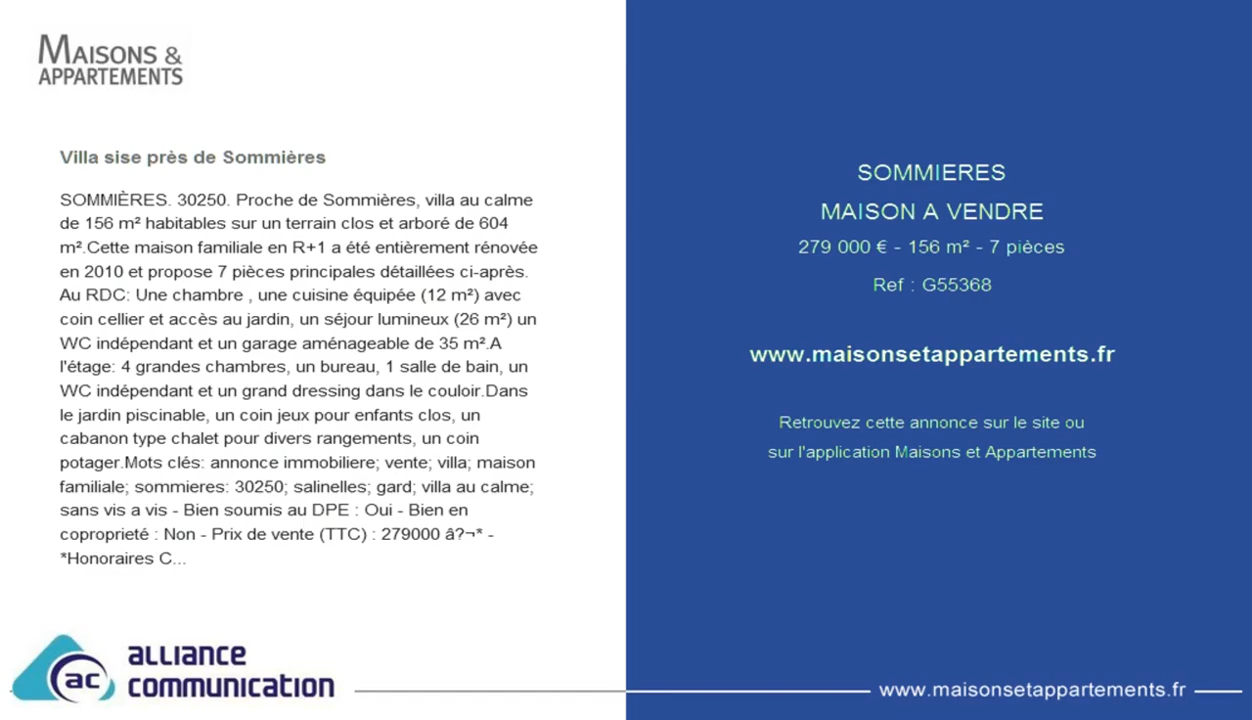 MAISONS &
APPARTEMENTS
Villa sise près de Sommières
SOMMIÈRES. 30250. Proche de Sommières, villa au calme
de 156 m² habitables sur un terrain clos et arboré de 604
m².Cette maison familiale en R+1 a été entièrement rénovée
en 2010 et propose 7 pièces principales détaillées ci-après.
Au RDC: Une chambre , une cuisine équipée (12 m²) avec
coin cellier et accès au jardin, un séjour lumineux (26 m²) un
WC indépendant et un garage aménageable de 35 m².A
l'étage: 4 grandes chambres, un bureau, 1 salle de bain, un
WC indépendant et un grand dressing dans le couloir.Dans
le jardin piscinable, un coin jeux pour enfants clos, un
cabanon type chalet pour divers rangements, un coin
potager.Mots clés: annonce immobiliere; vente; villa; maison
familiale; sommieres: 30250; salinelles; gard; villa au calme;
sans vis a vis - Bien soumis au DPE : Oui - Bien en
coproprieté : Non - Prix de vente (TTC) : 279000 â?¬* -
*Honoraires C...
ac
alliance
communication
SOMMIERES
MAISON A VENDRE
279 000 € - 156 m² - 7 pièces
Ref : G55368
www.maisonsetappartements.fr
Retrouvez cette annonce sur le site ou
sur l'application Maisons et Appartements
www.maisonsetappartements.fr